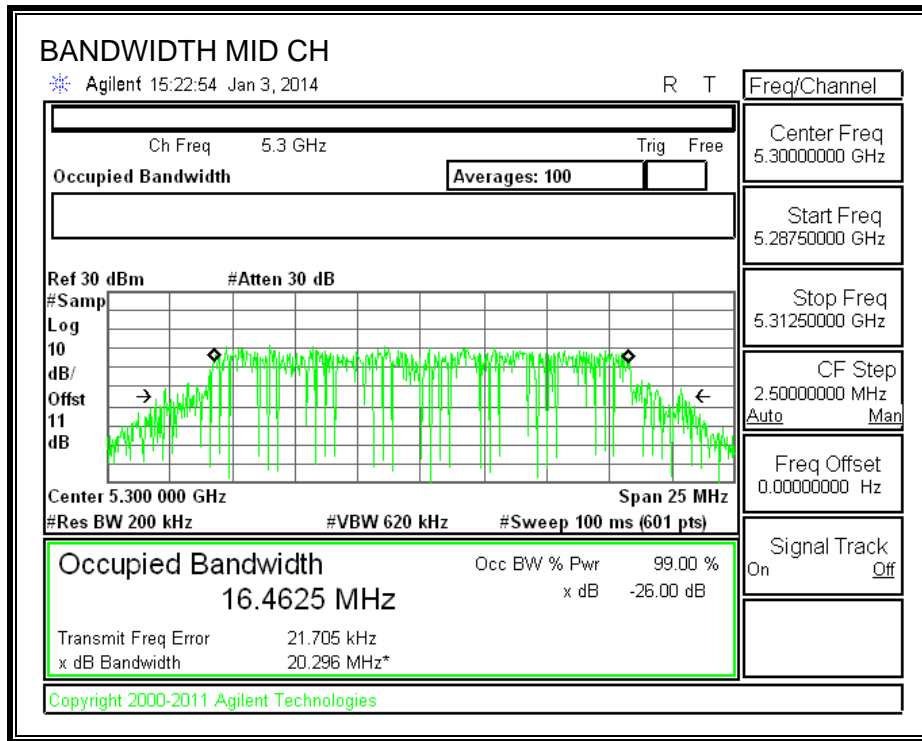 BANDWIDTH MID CH
Agilent 15:22:54 Jan 3, 2014 R T
Freq/Channel
Ch Freq 5.3 GHz Trig Free
Occupied Bandwidth Averages: 100
Center Freq
5.30000000 GHz
Start Freq
5.28750000 GHz
Ref 30 dBm #Atten 30 dB
#Samp
Log
10
dB/
Offst
11
dB
Stop Freq
5.31250000 GHz
CF Step
2.50000000 MHz
Auto Man
Center 5.300 000 GHz Span 25 MHz
#Res BW 200 kHz #VBW 620 kHz #Sweep 100 ms (601 pts)
Freq Offset
0.00000000 Hz
Occupied Bandwidth
16.4625 MHz
Occ BW % Pwr 99.00 %
x dB -26.00 dB
Transmit Freq Error 21.705 kHz
x dB Bandwidth 20.296 MHz*
Signal Track
On Off
Copyright 2000-2011 Agilent Technologies